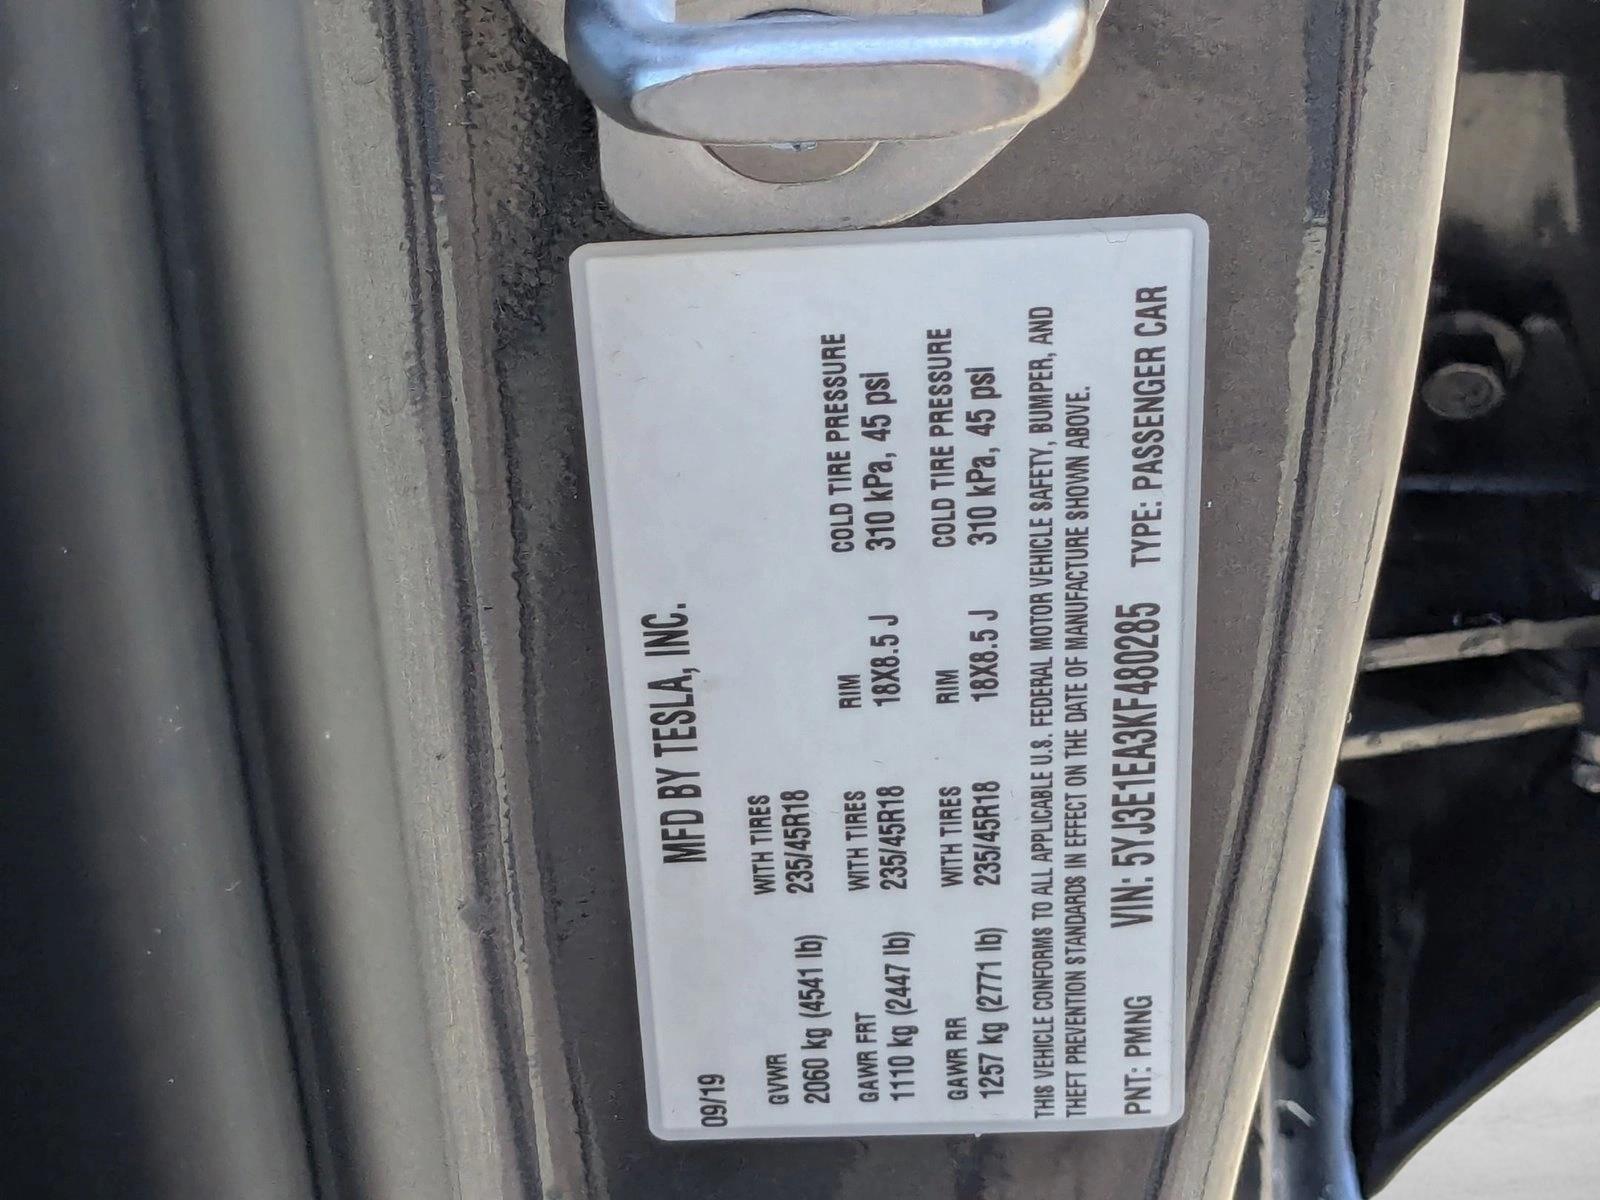 09/19
MFD BY TESLA, INC.
GVWR WITH TIRES
2060 kg (4541 lb) 235/45R18
GAWR FRT WITH TIRES RIM COLD TIRE PRESSURE
1110 kg (2447 lb) 235/45R18 18X8.5 J 310 kPa, 45 psi
GAWR RR WITH TIRES RIM COLD TIRE PRESSURE
1257 kg (2771 lb) 235/45R18 18X8.5 J 310 kPa, 45 psi
THIS VEHICLE CONFORMS TO ALL APPLICABLE U.S. FEDERAL MOTOR VEHICLE SAFETY, BUMPER, AND
THEFT PREVENTION STANDARDS IN EFFECT ON THE DATE OF MANUFACTURE SHOWN ABOVE.
PNT: PMNG VIN: 5YJ3E1EA3KF480285 TYPE: PASSENGER CAR